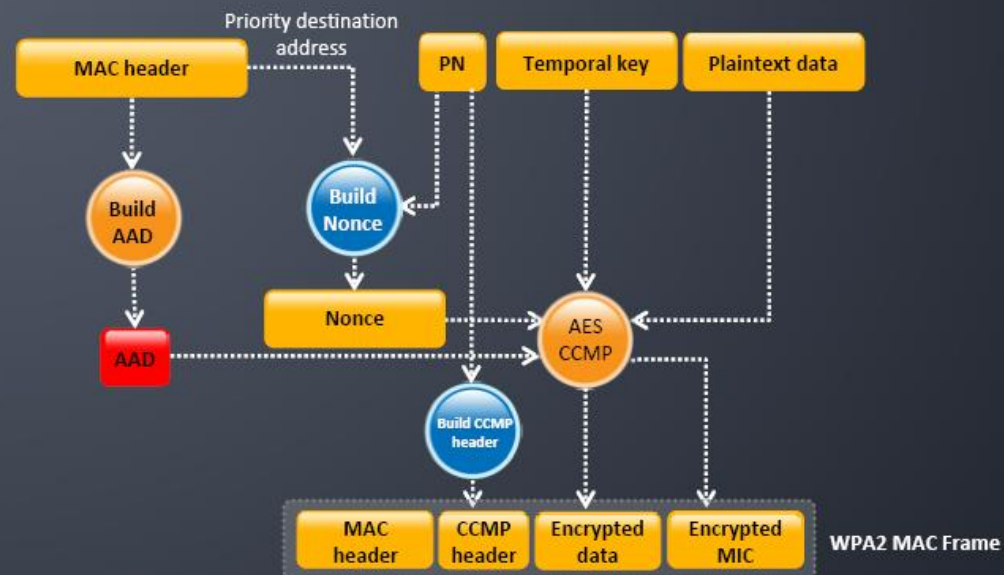 Priority destination
address
MAC header
PN
Temporal key
Plaintext data
Build
AAD
Build
Nonce
Nonce
AES
CCMP
AAD
Build CCMP
header
MAC
header
CCMP
header
Encrypted
data
Encrypted
MIC
WPA2 MAC Frame